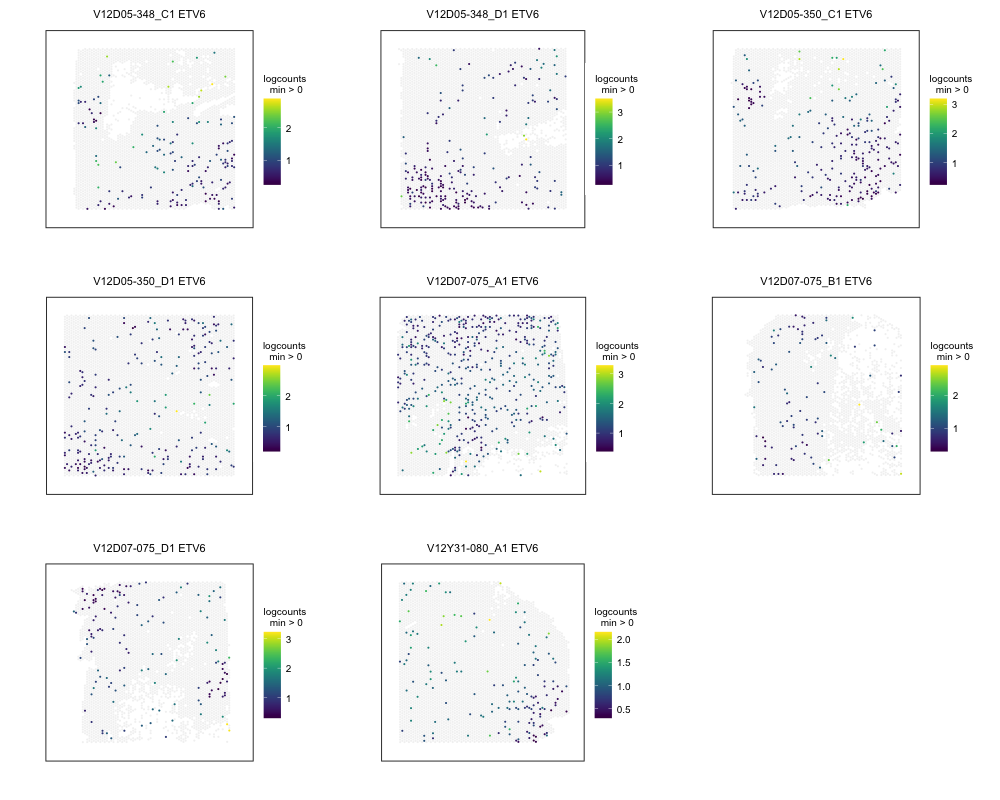 V12D05-348_C1 ETV6
logcounts
min > 0
2
1
V12D05-348_D1 ETV6
logcounts
min > 0
3
2
1
V12D05-350_C1 ETV6
logcounts
min > 0
3
2
1
V12D05-350_D1 ETV6
logcounts
min > 0
2
1
V12D07-075_A1 ETV6
logcounts
min > 0
3
2
1
V12D07-075_B1 ETV6
logcounts
min > 0
2
1
V12D07-075_D1 ETV6
logcounts
min > 0
3
2
1
V12Y31-080_A1 ETV6
logcounts
min > 0
2.0
1.5
1.0
0.5